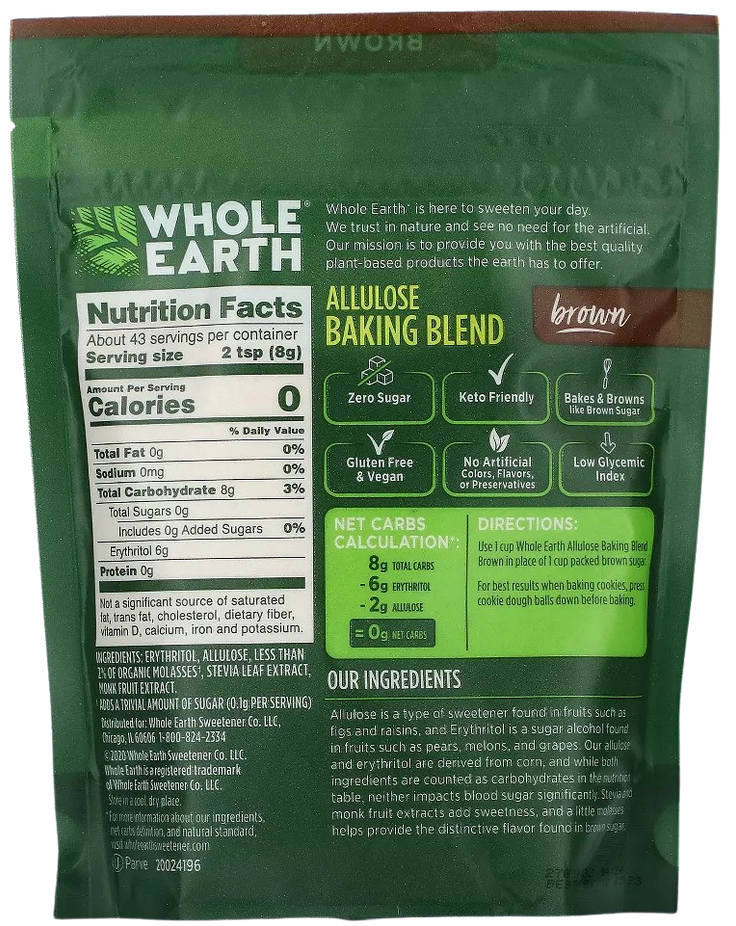 BROWN
WHOLE
EARTH®
Whole Earth® is here to sweeten your day.
We trust in nature and see no need for the artificial.
Our mission is to provide you with the best quality
plant-based products the earth has to offer.
ALLULOSE
BAKING BLEND
brown
Nutrition Facts
About 43 servings per container
Serving size 2 tsp (8g)
Amount Per Serving
Calories 0
% Daily Value
Total Fat 0g 0%
Sodium 0mg 0%
Total Carbohydrate 8g 3%
Total Sugars 0g
Includes 0g Added Sugars 0%
Erythritol 6g
Protein 0g
Not a significant source of saturated
fat, trans fat, cholesterol, dietary fiber,
vitamin D, calcium, iron and potassium.
INGREDIENTS: ERYTHRITOL, ALLULOSE, LESS THAN
2% OF ORGANIC MOLASSES†, STEVIA LEAF EXTRACT,
MONK FRUIT EXTRACT.
†ADDS A TRIVIAL AMOUNT OF SUGAR (0.1g PER SERVING)
Distributed for: Whole Earth Sweetener Co. LLC,
Chicago, IL 60606 1-800-824-2334
©2020 Whole Earth Sweetener Co. LLC.
Whole Earth is a registered trademark
of Whole Earth Sweetener Co. LLC.
Store in a cool, dry place.
*For more information about our ingredients,
net carbs definition, and natural standard,
visit wholeearthsweetener.com
U Parve 20024196
Zero Sugar
Keto Friendly
Bakes & Browns
like Brown Sugar
Gluten Free
& Vegan
No Artificial
Colors, Flavors,
or Preservatives
Low Glycemic
Index
NET CARBS
CALCULATION*:
8g TOTAL CARBS
- 6g ERYTHRITOL
- 2g ALLULOSE
= 0g NET CARBS
DIRECTIONS:
Use 1 cup Whole Earth Allulose Baking Blend
Brown in place of 1 cup packed brown sugar.
For best results when baking cookies, press
cookie dough balls down before baking.
OUR INGREDIENTS
Allulose is a type of sweetener found in fruits such as
figs and raisins, and Erythritol is a sugar alcohol found
in fruits such as pears, melons, and grapes. Our allulose
and erythritol are derived from corn, and while both
ingredients are counted as carbohydrates in the nutrition
table, neither impacts blood sugar significantly. Stevia and
monk fruit extracts add sweetness, and a little molasses
helps provide the distinctive flavor found in brown sugar.